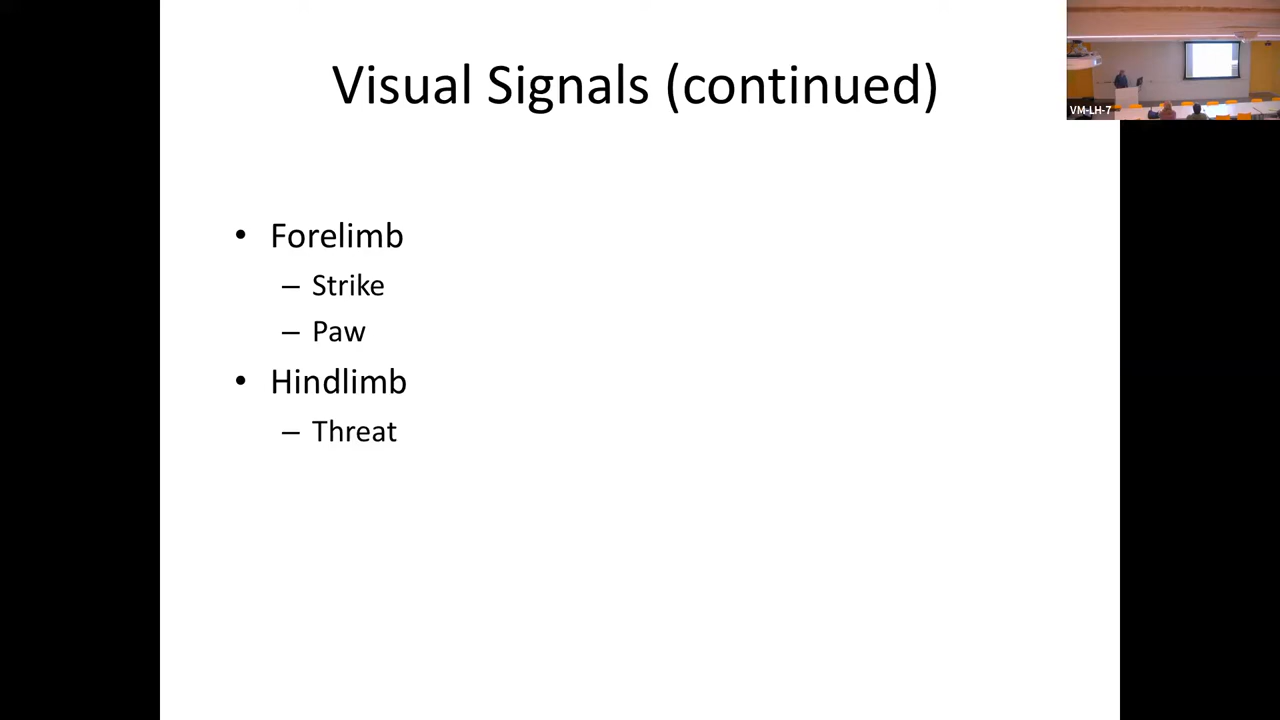 Visual Signals (continued)
VM-LH-7
• Forelimb
– Strike
– Paw
• Hindlimb
– Threat